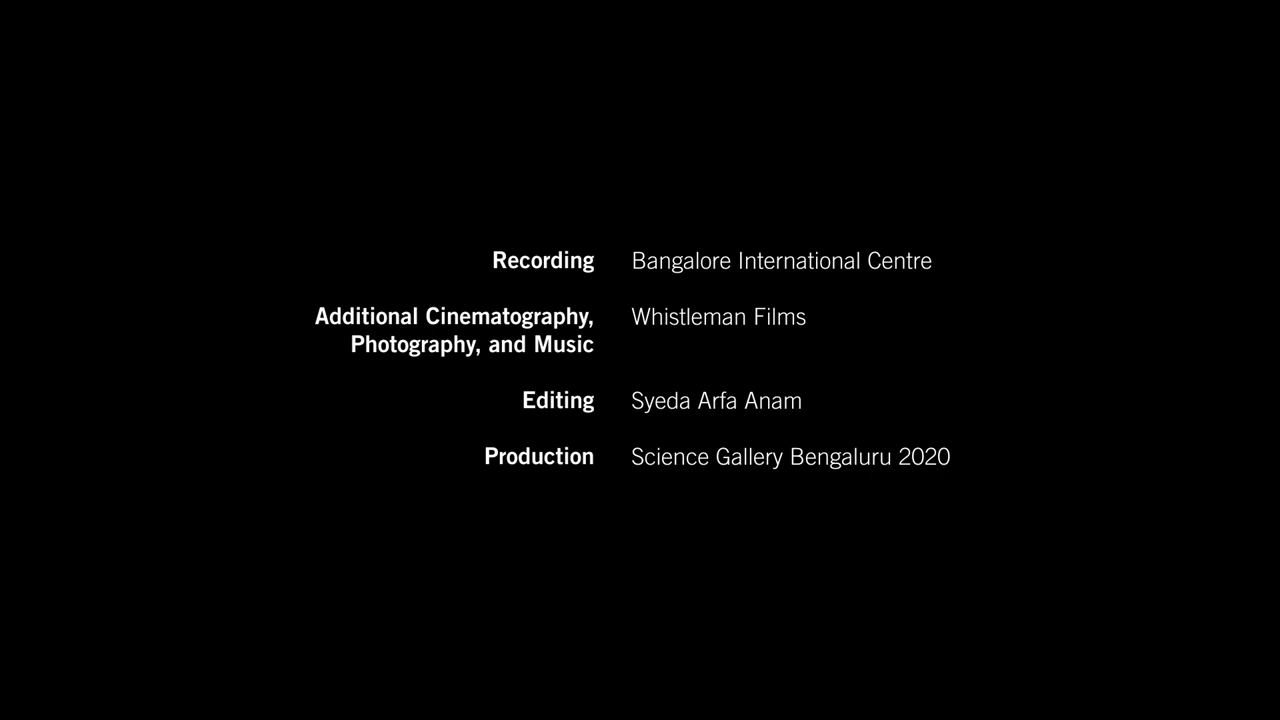 Recording Bangalore International Centre
Additional Cinematography, Whistleman Films
Photography, and Music
Editing Syeda Arfa Anam
Production Science Gallery Bengaluru 2020